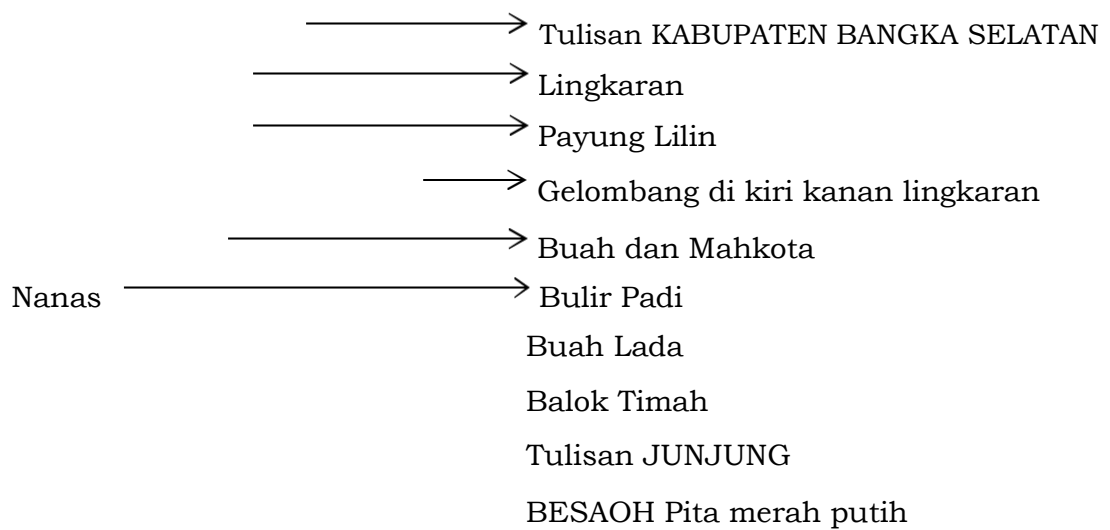 Tulisan KABUPATEN BANGKA SELATAN
Lingkaran
Payung Lilin
Gelombang di kiri kanan lingkaran
Buah dan Mahkota
Nanas Bulir Padi
Buah Lada
Balok Timah
Tulisan JUNJUNG
BESAOH Pita merah putih